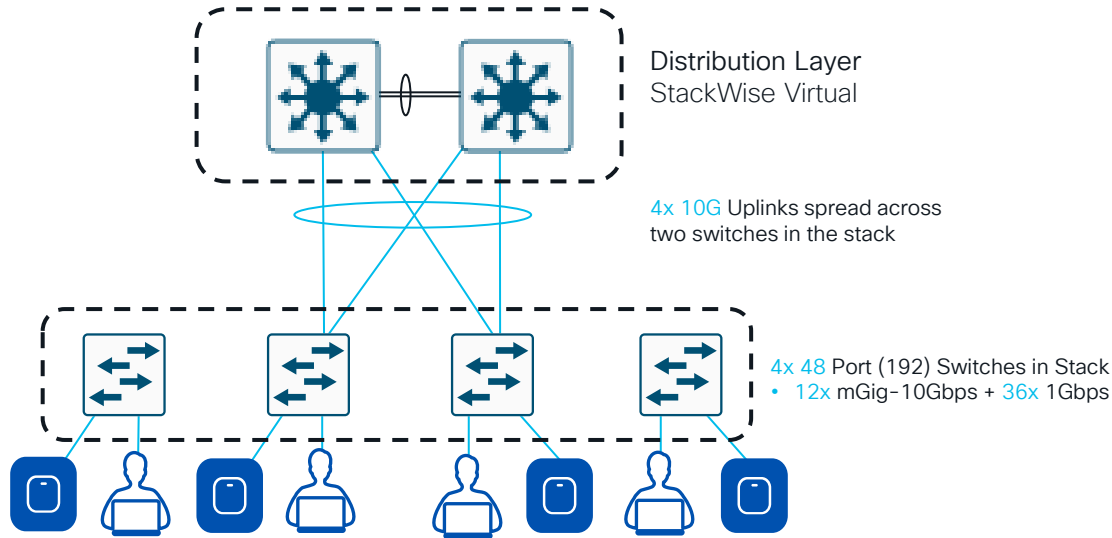 Distribution Layer
StackWise Virtual
4x 10G Uplinks spread across
two switches in the stack
4x 48 Port (192) Switches in Stack
• 12x mGig-10Gbps + 36x 1Gbps